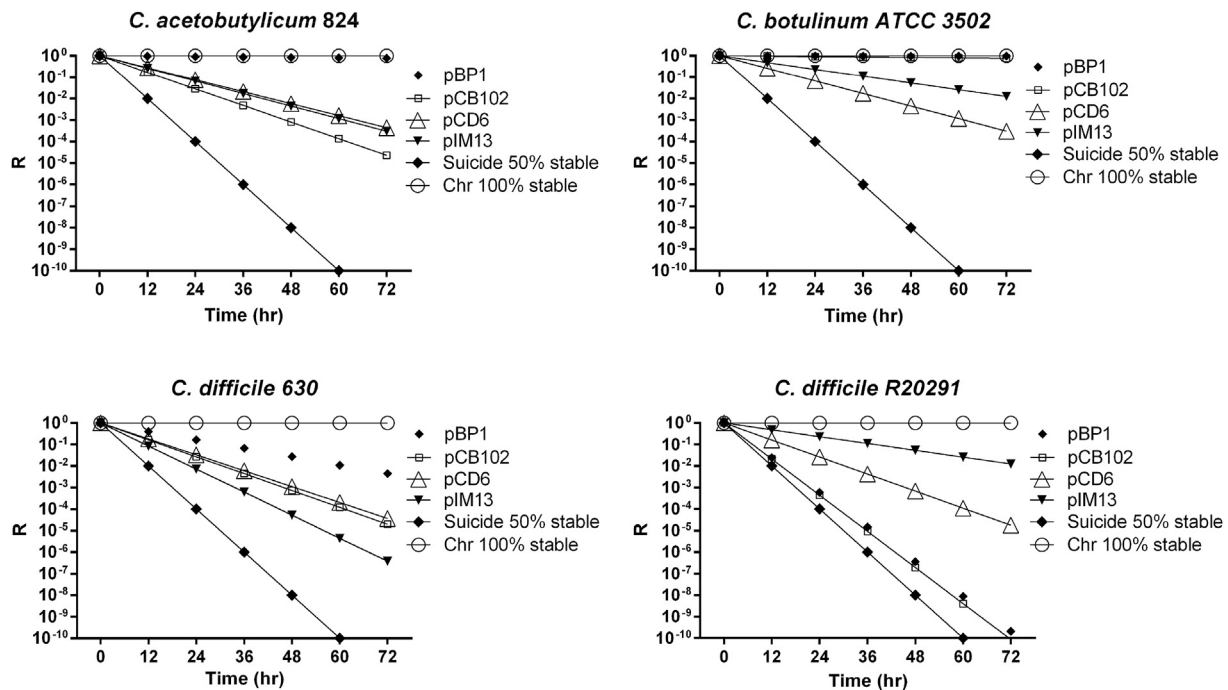 C. acetobutylicum 824
R
10^0
10^-1
10^-2
10^-3
10^-4
10^-5
10^-6
10^-7
10^-8
10^-9
10^-10
0 12 24 36 48 60 72
Time (hr)
pBP1
pCB102
pCD6
pIM13
Suicide 50% stable
Chr 100% stable
C. botulinum ATCC 3502
R
10^0
10^-1
10^-2
10^-3
10^-4
10^-5
10^-6
10^-7
10^-8
10^-9
10^-10
0 12 24 36 48 60 72
Time (hr)
pBP1
pCB102
pCD6
pIM13
Suicide 50% stable
Chr 100% stable
C. difficile 630
R
10^0
10^-1
10^-2
10^-3
10^-4
10^-5
10^-6
10^-7
10^-8
10^-9
10^-10
0 12 24 36 48 60 72
Time (hr)
pBP1
pCB102
pCD6
pIM13
Suicide 50% stable
Chr 100% stable
C. difficile R20291
R
10^0
10^-1
10^-2
10^-3
10^-4
10^-5
10^-6
10^-7
10^-8
10^-9
10^-10
0 12 24 36 48 60 72
Time (hr)
pBP1
pCB102
pCD6
pIM13
Suicide 50% stable
Chr 100% stable